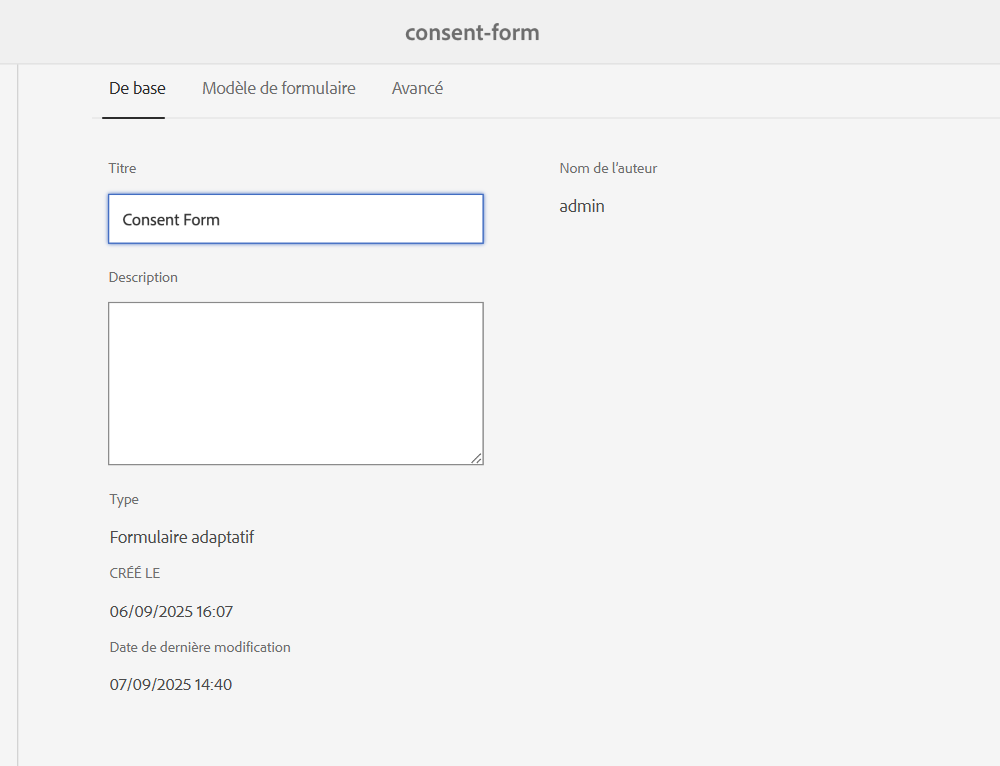 consent-form
De base
Modèle de formulaire
Avancé
Titre
Consent Form
Nom de l’auteur
admin
Description
Type
Formulaire adaptatif
CRÉÉ LE
06/09/2025 16:07
Date de dernière modification
07/09/2025 14:40